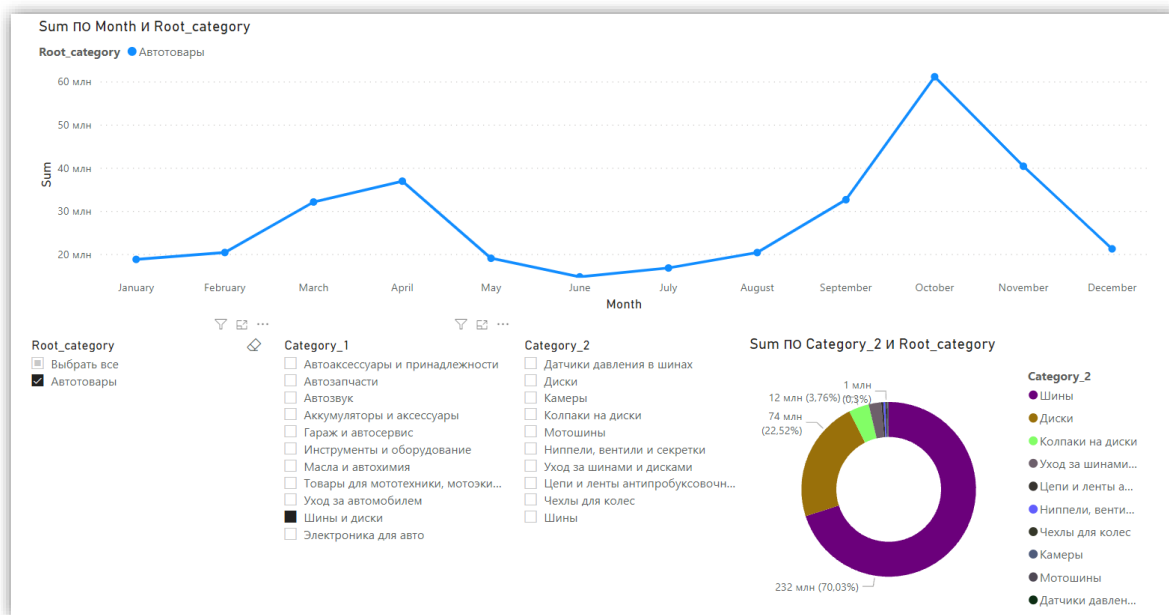 Sum по Month и Root_category
Root_category Автотовары
60 млн
50 млн
40 млн
30 млн
20 млн
Sum
January February March April May June July August September October November December
Month
Root_category
Выбрать все
Автотовары
Category_1
Автоаксессуары и принадлежности
Автозапчасти
Автозвук
Аккумуляторы и аксессуары
Гараж и автосервис
Инструменты и оборудование
Масла и автохимия
Товары для мототехники, мотоэки...
Уход за автомобилем
Шины и диски
Электроника для авто
Category_2
Датчики давления в шинах
Диски
Камеры
Колпаки на диски
Мотошины
Ниппели, вентили и секретки
Уход за шинами и дисками
Цепи и ленты антипробуксовочн...
Чехлы для колес
Шины
Sum по Category_2 и Root_category
1 млн
(0,3%)
12 млн (3,76%)
74 млн
(22,52%)
232 млн (70,03%)
Category_2
Шины
Диски
Колпаки на диски
Уход за шинами...
Цепи и ленты а...
Ниппели, венти...
Чехлы для колес
Камеры
Мотошины
Датчики давлен...